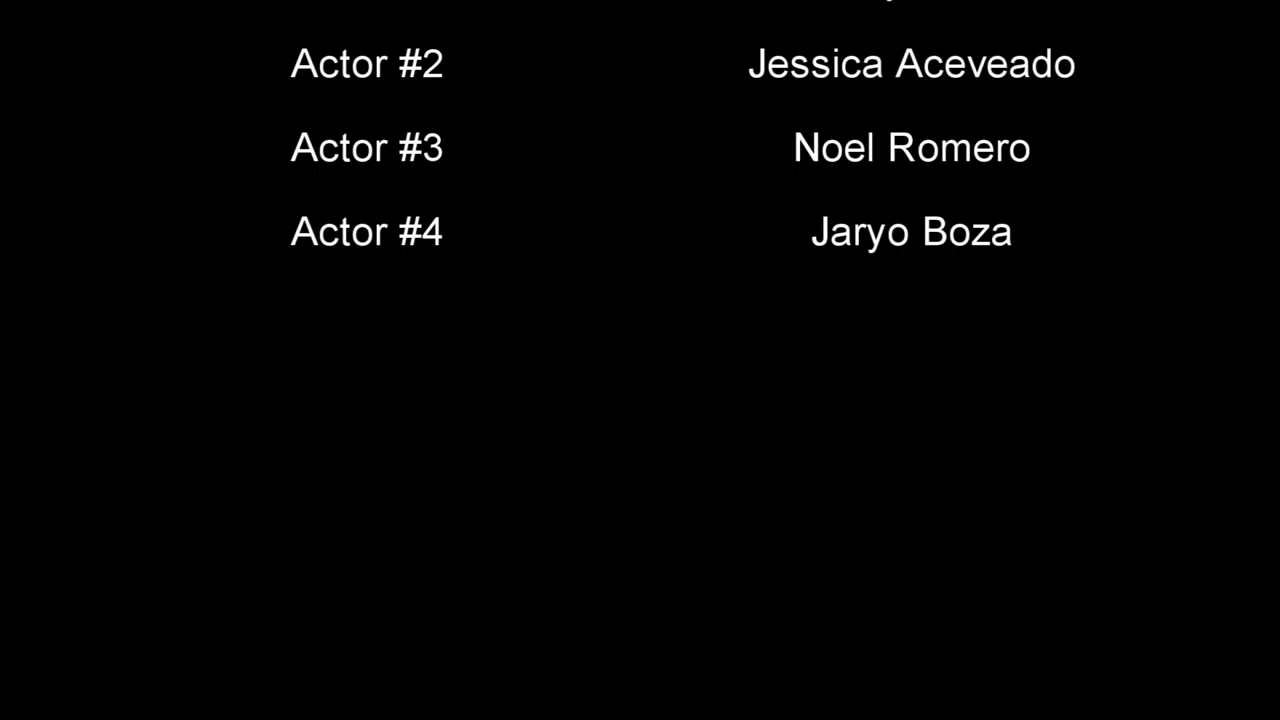 Actor #2 Jessica Aceveado
Actor #3 Noel Romero
Actor #4 Jaryo Boza